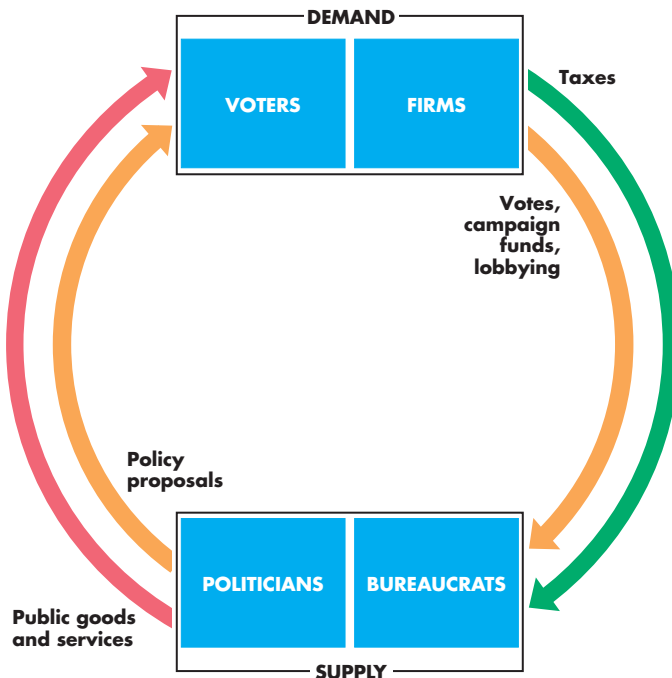 DEMAND
VOTERS
FIRMS
Taxes
Votes,
campaign
funds,
lobbying
Policy
proposals
POLITICIANS
BUREAUCRATS
Public goods
and services
SUPPLY